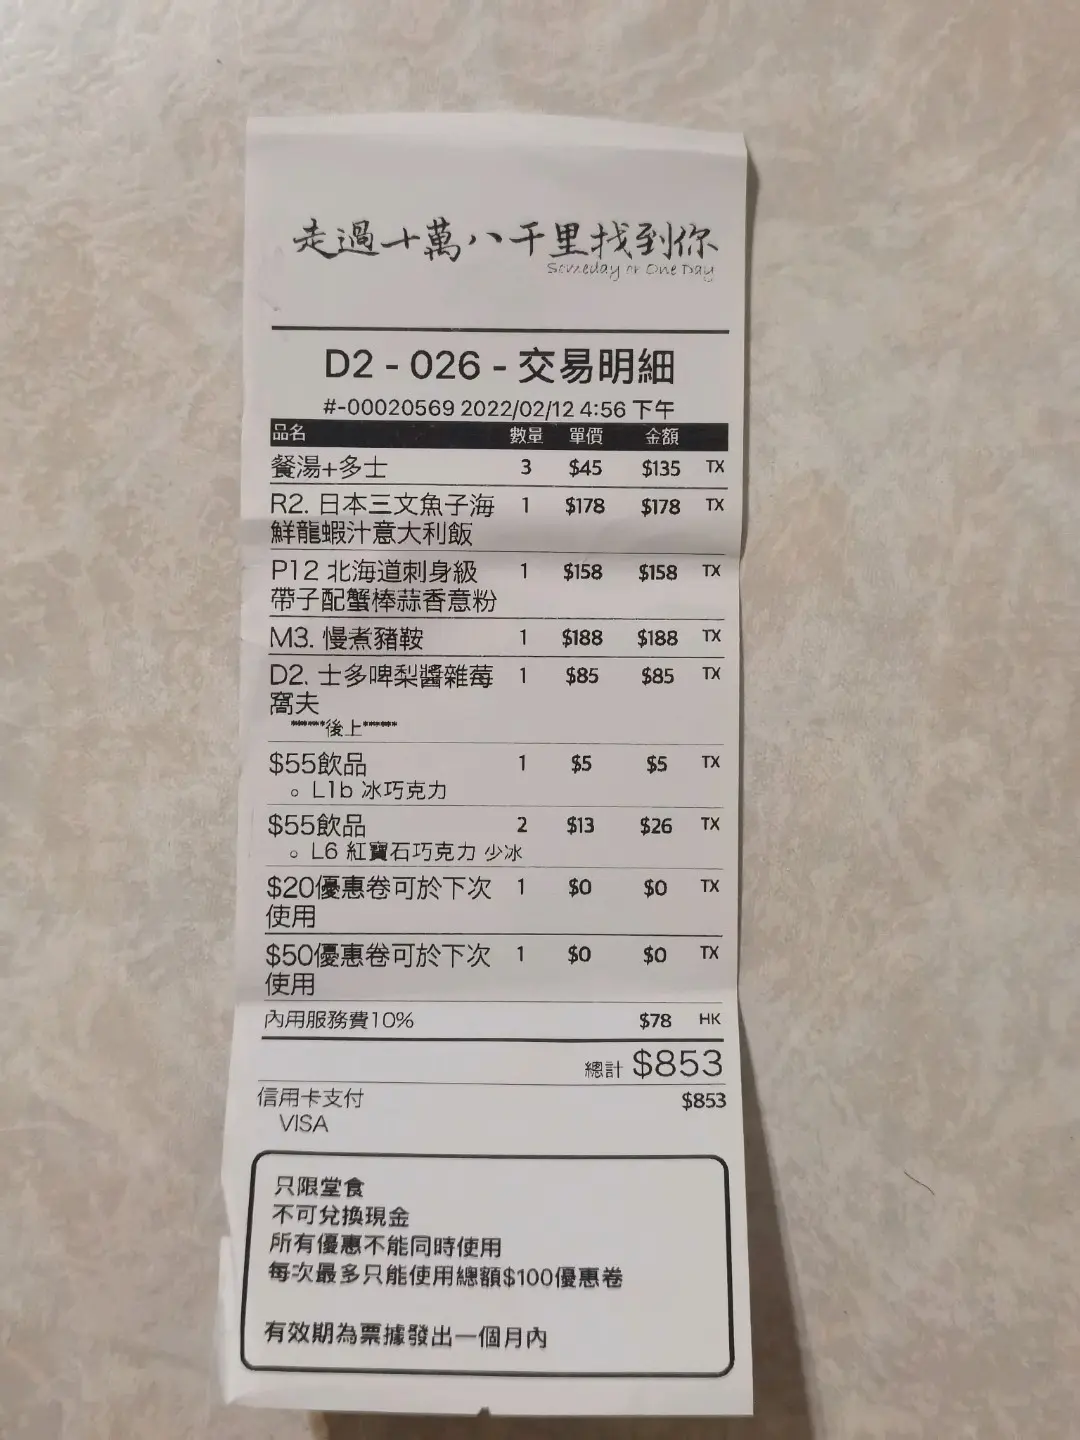 走過十萬八千里找到你
Someday or One Day
D2 - 026 - 交易明細
#-00020569 2022/02/12 4:56 下午
品名 數量 單價 金額
餐湯+多士 3 $45 $135 TX
R2. 日本三文魚子海 1 $178 $178 TX
鮮龍蝦汁意大利飯
P12 北海道刺身級 1 $158 $158 TX
帶子配蟹棒蒜香意粉
M3. 慢煮豬鞍 1 $188 $188 TX
D2. 士多啤梨醬雜莓 1 $85 $85 TX
窩夫
*****後上*****
$55飲品 1 $5 $5 TX
。 L1b 冰巧克力
$55飲品 2 $13 $26 TX
。 L6 紅寶石巧克力 少冰
$20優惠卷可於下次 1 $0 $0 TX
使用
$50優惠卷可於下次 1 $0 $0 TX
使用
內用服務費10% $78 HK
總計 $853
信用卡支付 $853
VISA
只限堂食
不可兌換現金
所有優惠不能同時使用
每次最多只能使用總額$100優惠卷
有效期為票據發出一個月內